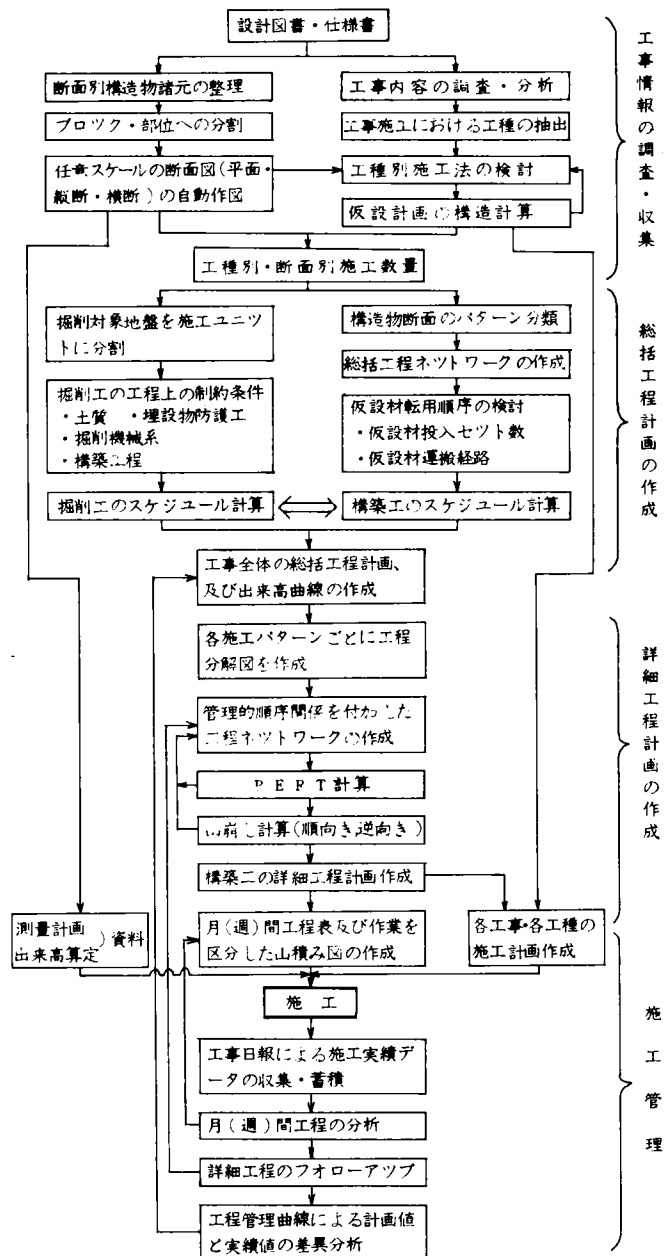 設計図書・仕様書
断面別構造物諸元の整理
ブロツク・部位への分割
任意スケールの断面図(平面・
縦断・横断)の自動作図
工事内容の調査・分析
工事施工における工種の抽出
工種別施工法の検討
仮設計画の構造計算
工種別・断面別施工数量
工事情報の調査・収集
掘削対象地盤を施工ユニツ
トに分割
掘削工の工程上の制約条件
・土質 ・埋設物防護工
・掘削機械系
・構築工程
掘削工のスケジユール計算
構造物断面のパターン分類
総括工程ネツトワークの作成
仮設材転用順序の検討
・仮設材投入セツト数
・仮設材運搬経路
構築工のスケジユール計算
総括工程計画の作成
工事全体の総括工程計画、
及び出来高曲線の作成
各施工パターンごとに工程
分解図を作成
管理的順序関係を付加した
工程ネツトワークの作成
PERT計算
山崩し計算(順向き,逆向き)
構築工の詳細工程計画作成
詳細工程計画の作成
測量計画
出来高算定)資料
月(週)間工程表及び作業を
区分した山積み図の作成
各工事・各工種の
施工計画作成
施工
工事日報による施工実績デ
ータの収集・蓄積
月(週)間工程の分析
詳細工程のフオローアツプ
工程管理曲線による計画値
と実績値の差異分析
施工管理